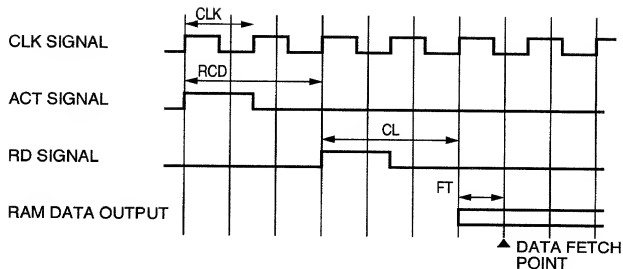 CLK
CLK SIGNAL
RCD
ACT SIGNAL
CL
RD SIGNAL
FT
RAM DATA OUTPUT
DATA FETCH
POINT